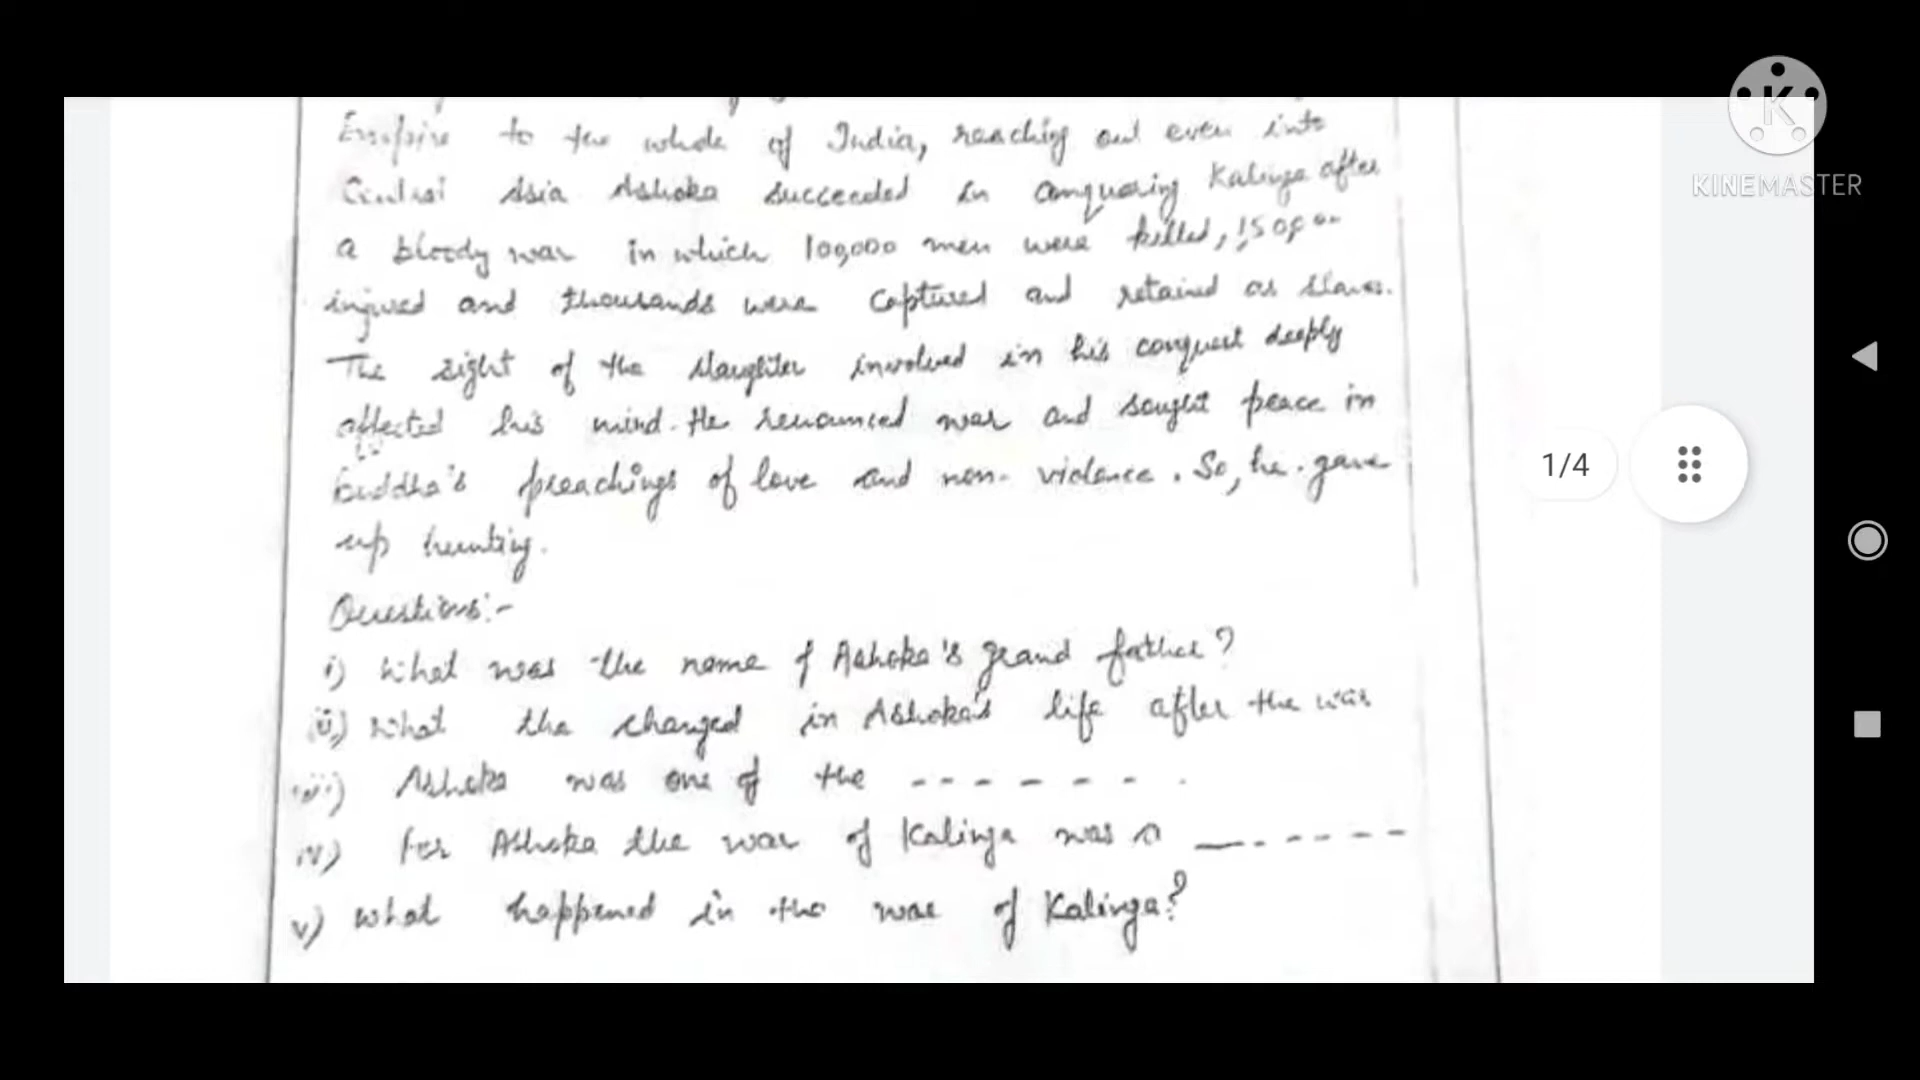 Empire to the whole of India, reaching out even into
Central Asia Ashoka succeeded in conquering Kalinga after
a bloody war in which 100,000 men were killed,
injured and thousands were captured and retained as slaves.
The sight of the slaughter involved in his conquest deeply
affected his mind. He renounced war and sought peace in
buddha's preachings of love and non-violence. So, he gave
up hunting.
Questions:-
i) What was the name of Ashoka's grand father?
ii) What the changed in Ashoka's life after the war
iii) Ashoka was one of the - - - - - - - .
iv) For Ashoka the war of Kalinga was a - - - - - -
v) what happened in the war of Kalinga?
1/4
K
KINEMASTER